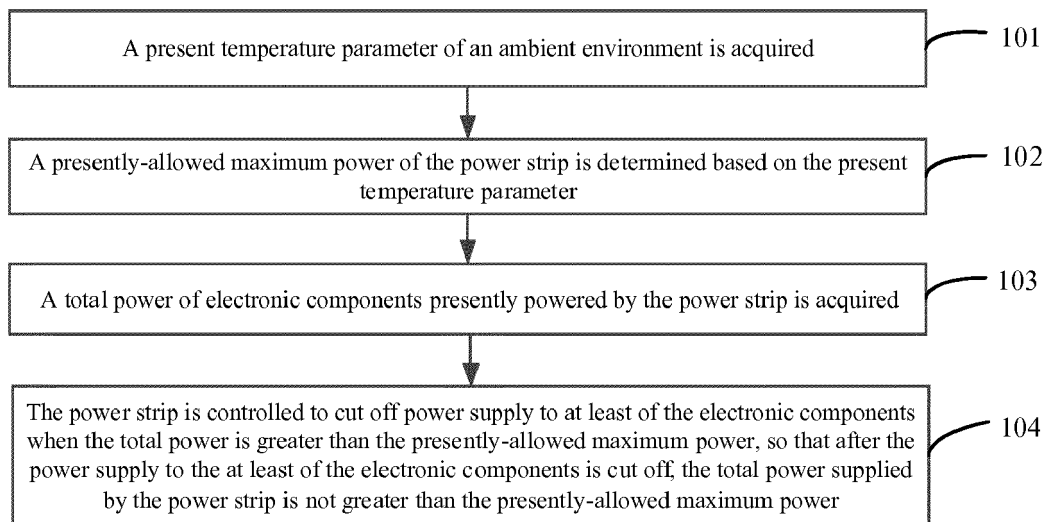 A present temperature parameter of an ambient environment is acquired
101
A presently-allowed maximum power of the power strip is determined based on the present
temperature parameter
102
A total power of electronic components presently powered by the power strip is acquired
103
The power strip is controlled to cut off power supply to at least of the electronic components
when the total power is greater than the presently-allowed maximum power, so that after the
power supply to the at least of the electronic components is cut off, the total power supplied
by the power strip is not greater than the presently-allowed maximum power
104